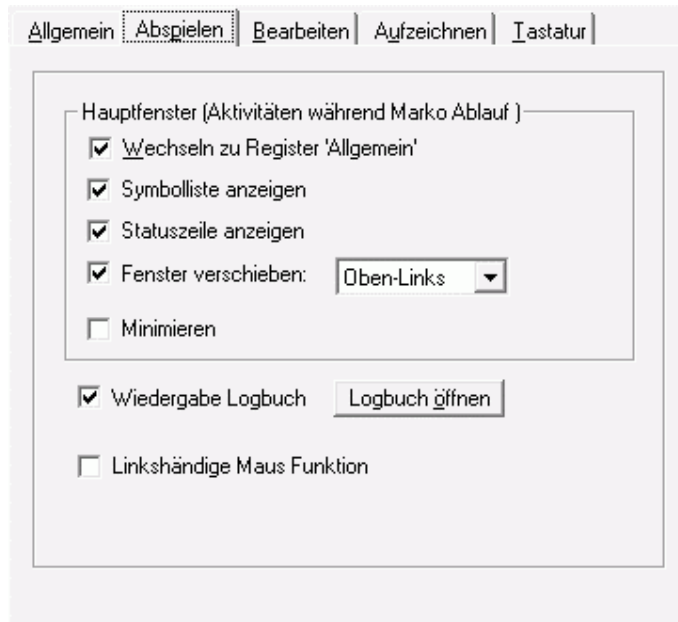 Allgemein Abspielen Bearbeiten Aufzeichnen Tastatur
Hauptfenster (Aktivitäten während Marko Ablauf )
Wechseln zu Register 'Allgemein'
Symbolliste anzeigen
Statuszeile anzeigen
Fenster verschieben: Oben-Links
Minimieren
Wiedergabe Logbuch Logbuch öffnen
Linkshändige Maus Funktion